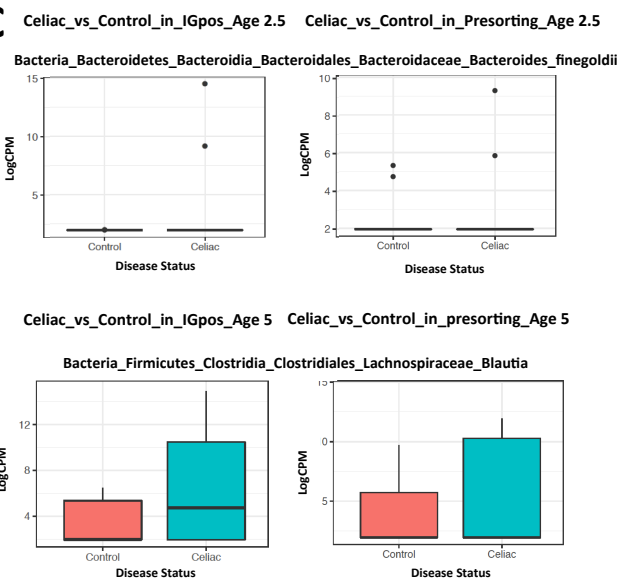 C
Celiac_vs_Control_in_IGpos_Age 2.5 Celiac_vs_Control_in_Presorting_Age 2.5
Bacteria_Bacteroidetes_Bacteroidia_Bacteroidales_Bacteroidaceae_Bacteroides_finegoldii
15
10
5
LogCPM
Control Celiac
Disease Status
10
8
6
4
2
LogCPM
Control Celiac
Disease Status
Celiac_vs_Control_in_IGpos_Age 5 Celiac_vs_Control_in_presorting_Age 5
Bacteria_Firmicutes_Clostridia_Clostridiales_Lachnospiraceae_Blautia
12
8
4
LogCPM
Control Celiac
Disease Status
15
0
5
LogCPM
Control Celiac
Disease Status